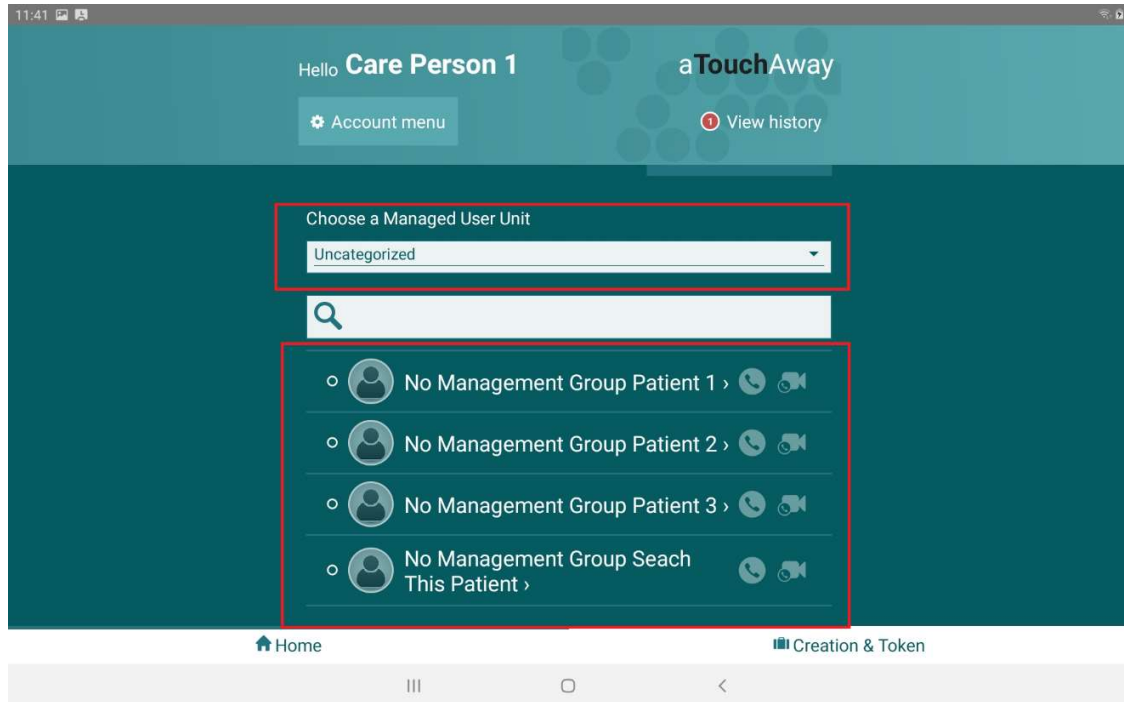 11:41
Hello Care Person 1
aTouchAway
Account menu
1 View history
Choose a Managed User Unit
Uncategorized
No Management Group Patient 1 ›
No Management Group Patient 2 ›
No Management Group Patient 3 ›
No Management Group Seach
This Patient ›
Home
Creation & Token